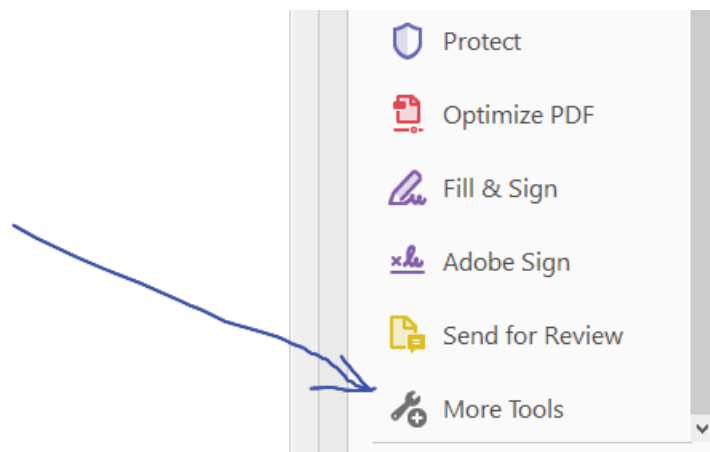 Protect
Optimize PDF
Fill & Sign
Adobe Sign
Send for Review
More Tools